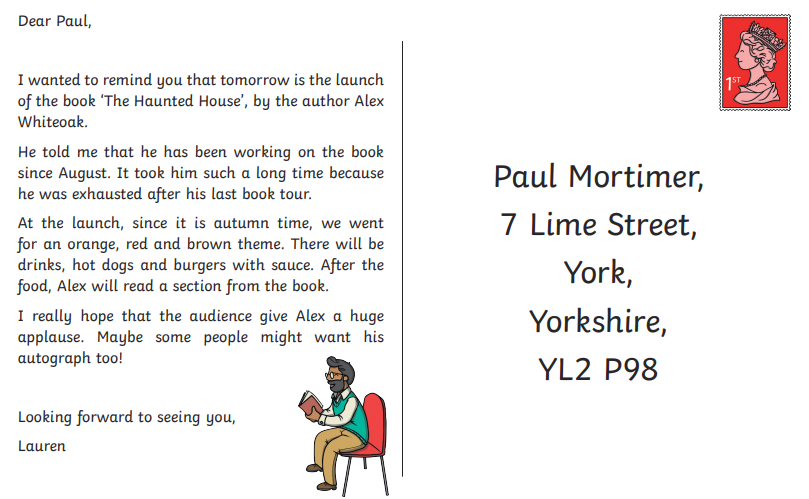 Dear Paul,
I wanted to remind you that tomorrow is the launch
of the book ‘The Haunted House’, by the author Alex
Whiteoak.
He told me that he has been working on the book
since August. It took him such a long time because
he was exhausted after his last book tour.
At the launch, since it is autumn time, we went
for an orange, red and brown theme. There will be
drinks, hot dogs and burgers with sauce. After the
food, Alex will read a section from the book.
I really hope that the audience give Alex a huge
applause. Maybe some people might want his
autograph too!
Looking forward to seeing you,
Lauren
1ST
Paul Mortimer,
7 Lime Street,
York,
Yorkshire,
YL2 P98